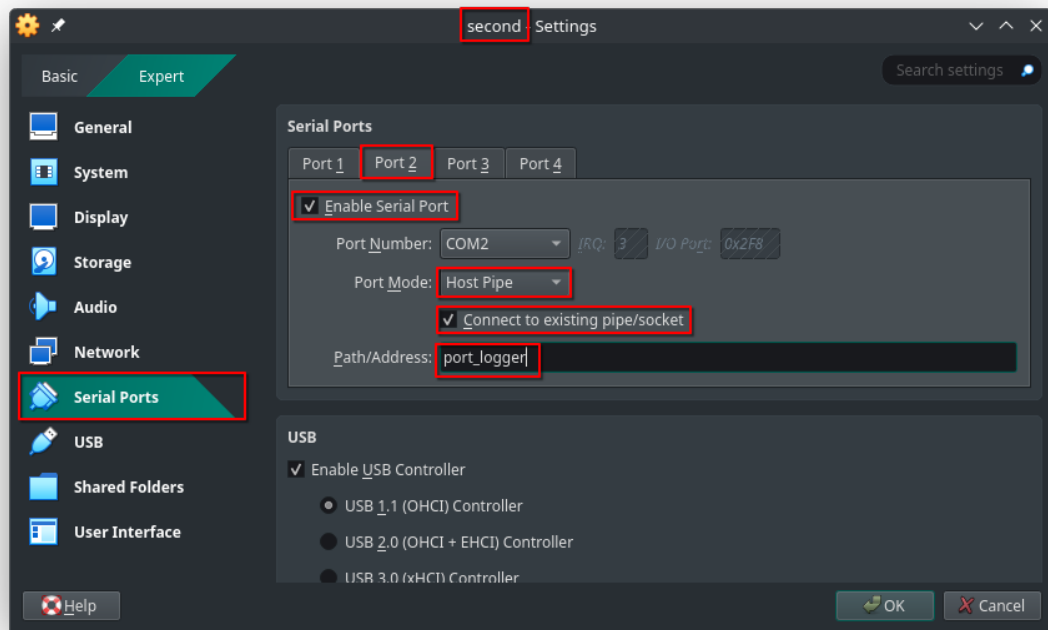 second - Settings
Basic
Expert
Search settings
General
System
Display
Storage
Audio
Network
Serial Ports
USB
Shared Folders
User Interface
Serial Ports
Port 1
Port 2
Port 3
Port 4
Enable Serial Port
Port Number: COM2 IRQ: 3 I/O Port: 0x2F8
Port Mode: Host Pipe
Connect to existing pipe/socket
Path/Address: port_logger
USB
Enable USB Controller
USB 1.1 (OHCI) Controller
USB 2.0 (OHCI + EHCI) Controller
USB 3.0 (xHCI) Controller
Help
OK
Cancel